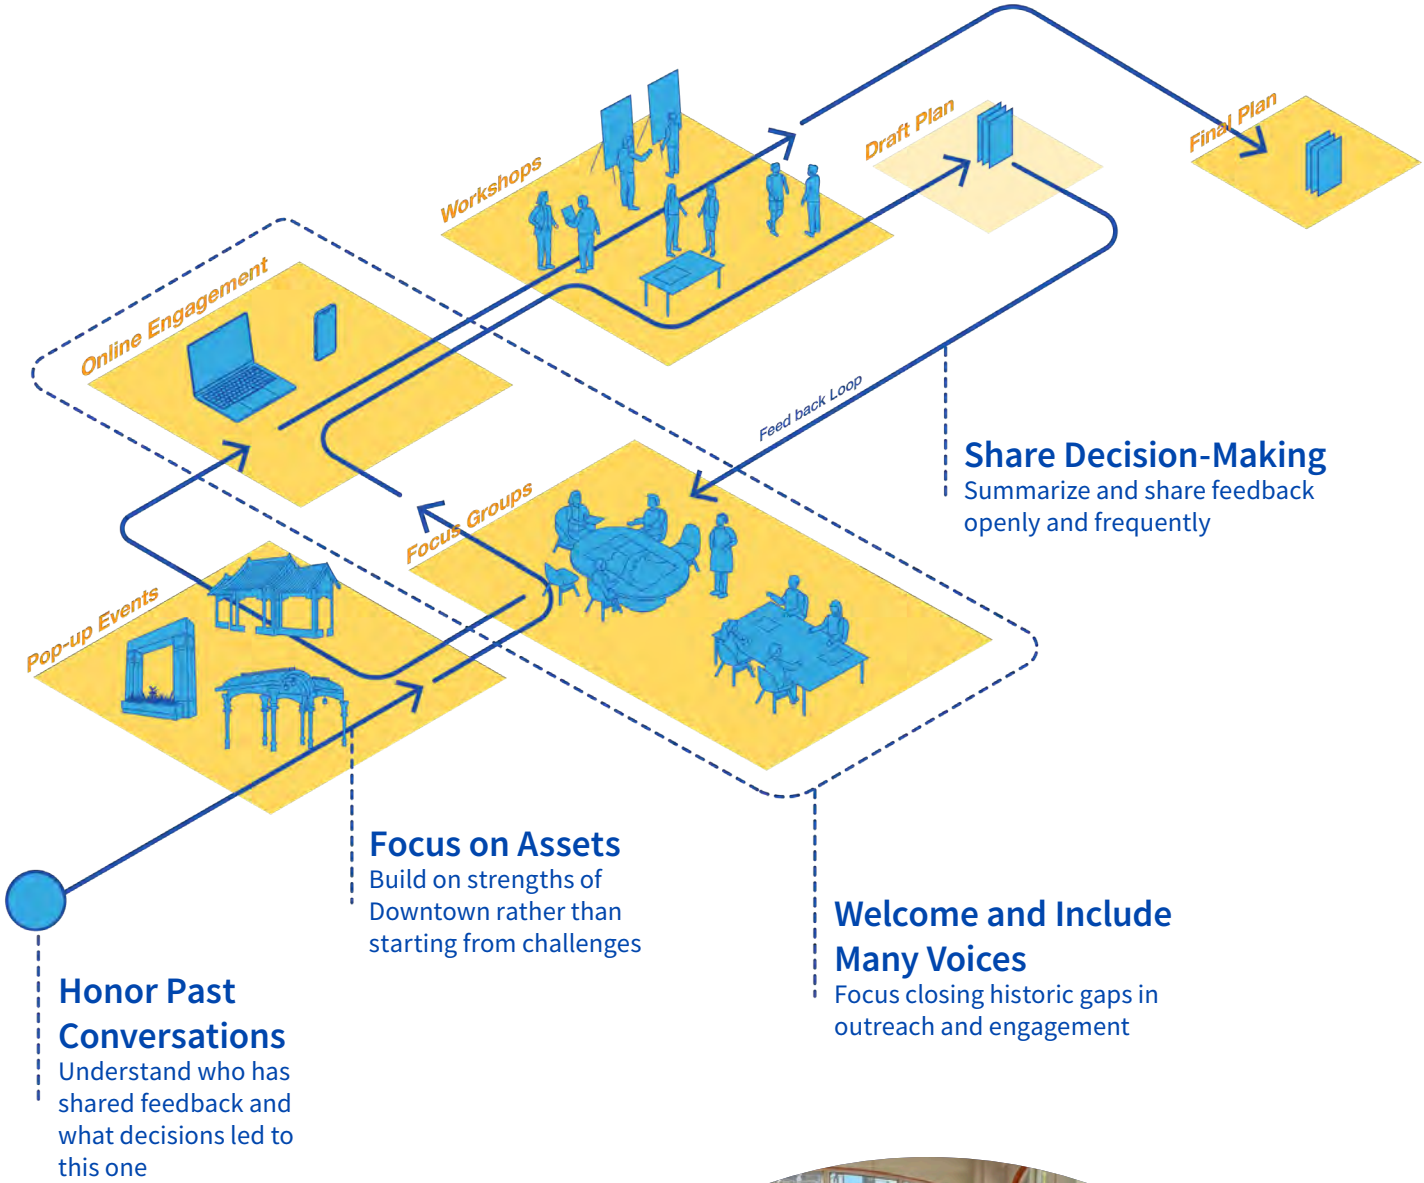 Workshops
Draft Plan
Final Plan
Online Engagement
Feed back Loop
Share Decision-Making
Summarize and share feedback
openly and frequently
Focus Groups
Pop-up Events
Focus on Assets
Build on strengths of
Downtown rather than
starting from challenges
Welcome and Include
Many Voices
Focus closing historic gaps in
outreach and engagement
Honor Past
Conversations
Understand who has
shared feedback and
what decisions led to
this one